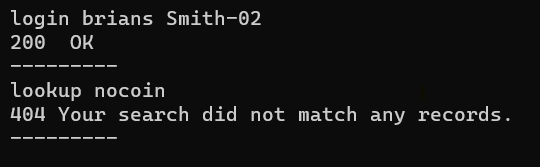 login brians Smith-02
200  OK
---------
lookup nocoin
404 Your search did not match any records.
---------